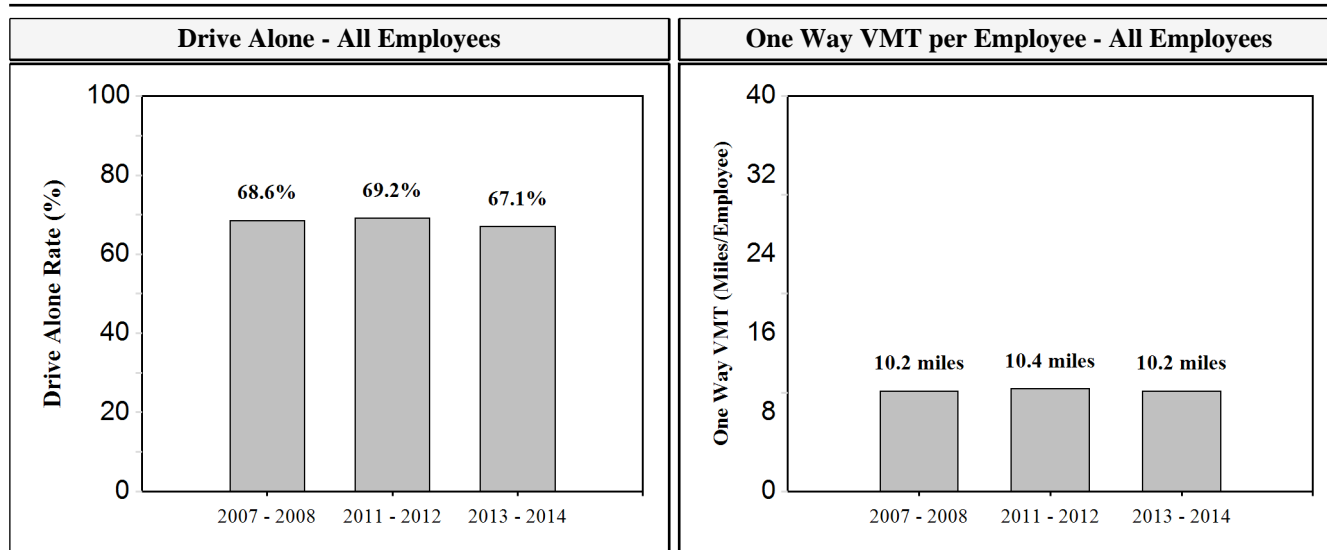 Drive Alone - All Employees
One Way VMT per Employee - All Employees
Drive Alone Rate (%)
100
80
60
40
20
0
68.6%
69.2%
67.1%
2007 - 2008
2011 - 2012
2013 - 2014
One Way VMT (Miles/Employee)
40
32
24
16
8
0
10.2 miles
10.4 miles
10.2 miles
2007 - 2008
2011 - 2012
2013 - 2014